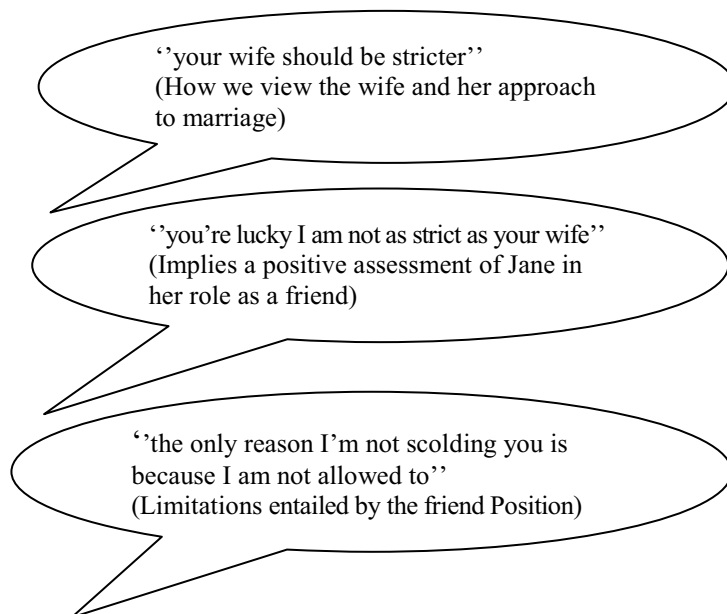 ‘’your wife should be stricter’’
(How we view the wife and her approach
to marriage)
‘’you’re lucky I am not as strict as your wife’’
(Implies a positive assessment of Jane in
her role as a friend)
‘’the only reason I’m not scolding you is
because I am not allowed to’’
(Limitations entailed by the friend Position)